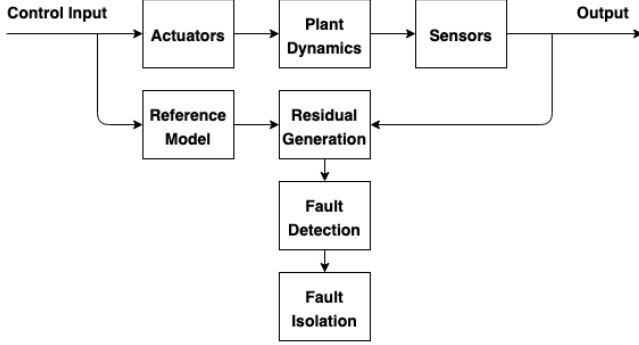 Control Input
Output
Actuators
Plant
Dynamics
Sensors
Reference
Model
Residual
Generation
Fault
Detection
Fault
Isolation